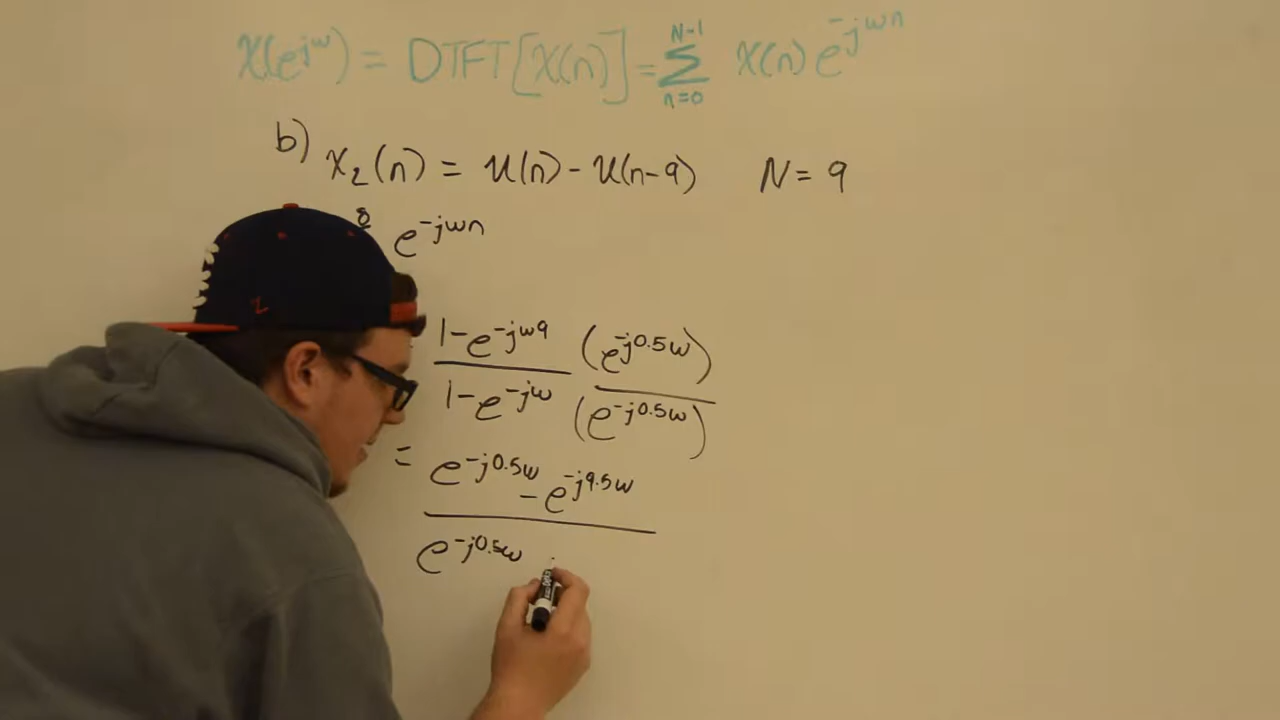 X(e^jω) = DTFT[x(n)] = Σ_{n=0}^{N-1} x(n) e^{-jωn}
b) x₂(n) = u(n) - u(n-9) N = 9
8 e^{-jωn}
1-e^{-jω9} (e^{-j0.5ω})
1-e^{-jω} (e^{-j0.5ω})
= e^{-j0.5ω} - e^{-j9.5ω}
e^{-j0.5ω}